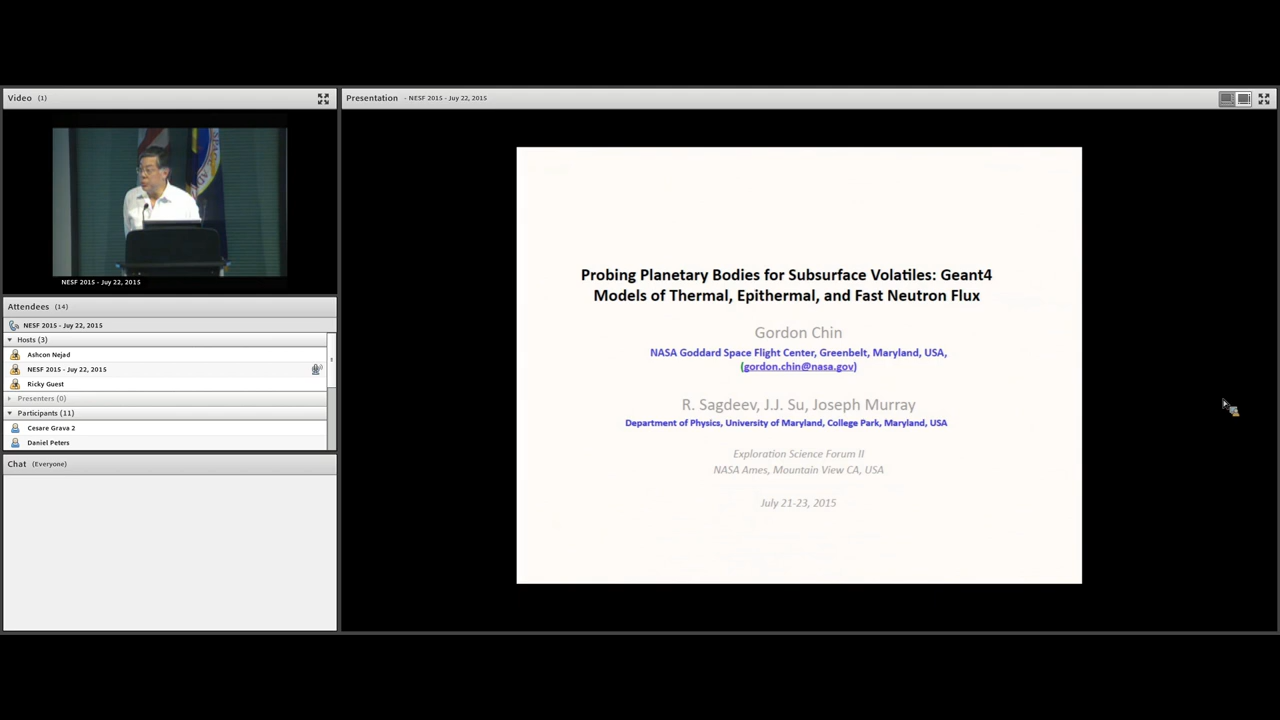 Video (1)
NESF 2015 - Juy 22, 2015
Attendees (14)
NESF 2015 - Juy 22, 2015
Hosts (3)
Ashcon Nejad
NESF 2015 - Juy 22, 2015
Ricky Guest
Presenters (0)
Participants (11)
Cesare Grava 2
Daniel Peters
Chat (Everyone)
Presentation - NESF 2015 - Juy 22, 2015
Probing Planetary Bodies for Subsurface Volatiles: Geant4
Models of Thermal, Epithermal, and Fast Neutron Flux
Gordon Chin
NASA Goddard Space Flight Center, Greenbelt, Maryland, USA,
(gordon.chin@nasa.gov)
R. Sagdeev, J.J. Su, Joseph Murray
Department of Physics, University of Maryland, College Park, Maryland, USA
Exploration Science Forum II
NASA Ames, Mountain View CA, USA
July 21-23, 2015